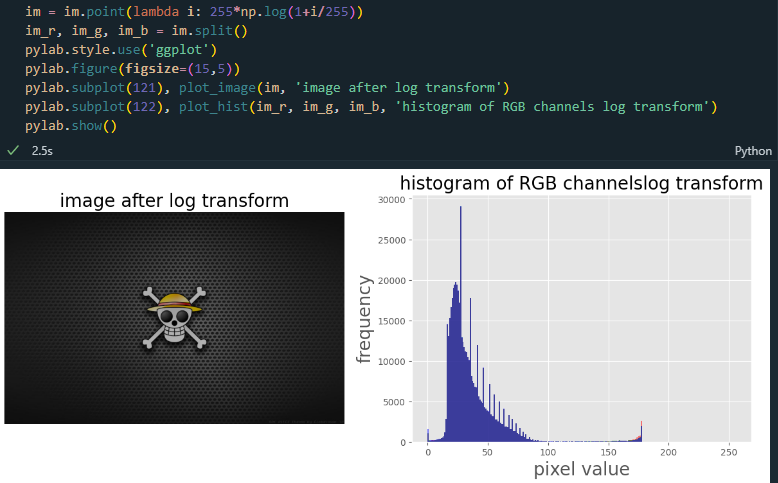 im = im.point(lambda i: 255*np.log(1+i/255))
im_r, im_g, im_b = im.split()
pylab.style.use('ggplot')
pylab.figure(figsize=(15,5))
pylab.subplot(121), plot_image(im, 'image after log transform')
pylab.subplot(122), plot_hist(im_r, im_g, im_b, 'histogram of RGB channels log transform')
pylab.show()
2.5s
Python
image after log transform
histogram of RGB channelslog transform
30000
25000
20000
15000
10000
5000
0
frequency
0 50 100 150 200 250
pixel value